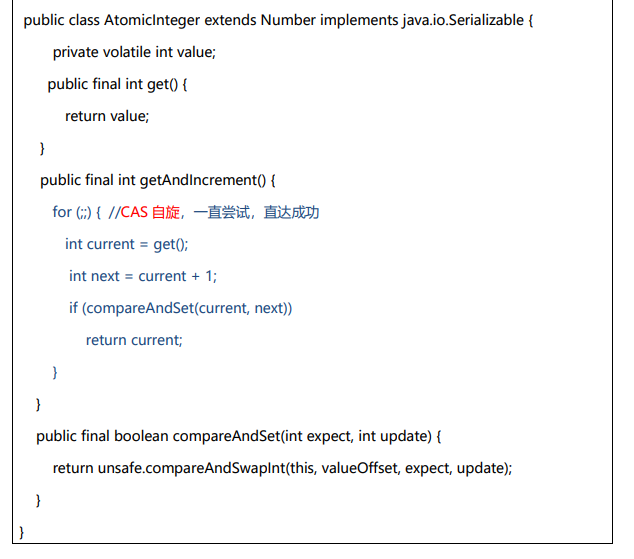 public class AtomicInteger extends Number implements java.io.Serializable {
private volatile int value;
public final int get() {
return value;
}
public final int getAndIncrement() {
for (;;) { //CAS 自旋，一直尝试，直达成功
int current = get();
int next = current + 1;
if (compareAndSet(current, next))
return current;
}
}
public final boolean compareAndSet(int expect, int update) {
return unsafe.compareAndSwapInt(this, valueOffset, expect, update);
}
}